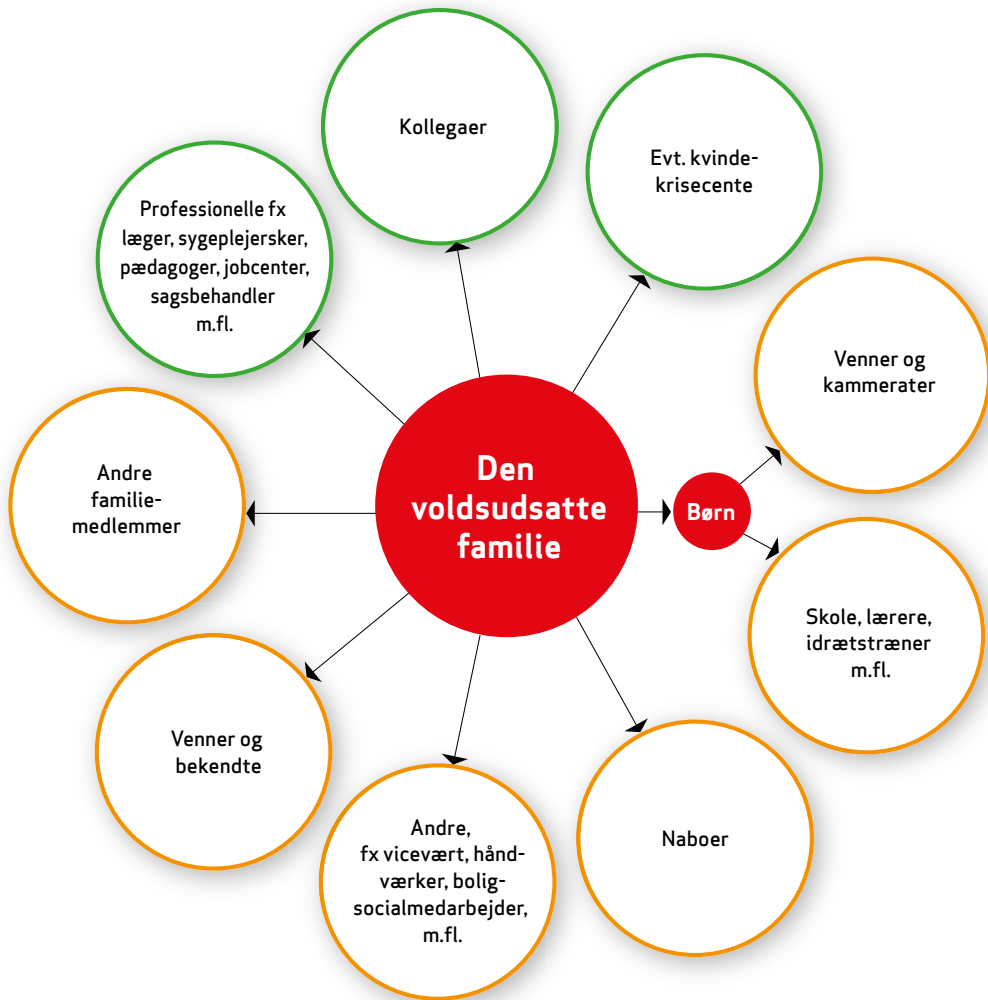 Kollegaer
Evt. kvinde-
krisecente
Professionelle fx
læger, sygeplejersker,
pædagoger, jobcenter,
sagsbehandler
m.fl.
Venner og
kammerater
Andre
familie-
medlemmer
Den
voldsudsatte
familie
Børn
Skole, lærere,
idrætstræner
m.fl.
Venner og
bekendte
Andre,
fx vicevært, hånd-
værker, bolig-
socialmedarbejder,
m.fl.
Naboer